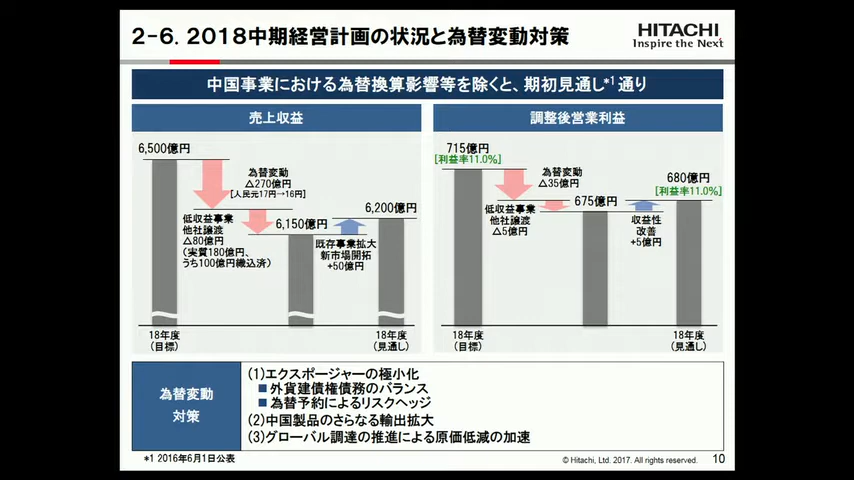 2-6. 2018中期経営計画の状況と為替変動対策
HITACHI
Inspire the Next
中国事業における為替換算影響等を除くと、期初見通し*1通り
売上収益
6,500億円
為替変動
△270億円
[人民元17円→16円]
低収益事業
他社譲渡
△80億円
(実質180億円、
うち100億円織込済)
6,150億円
既存事業拡大
新市場開拓
+50億円
6,200億円
18年度
(目標)
18年度
(見通し)
調整後営業利益
715億円
[利益率11.0%]
為替変動
△35億円
低収益事業
他社譲渡
△5億円
675億円
収益性
改善
+5億円
680億円
[利益率11.0%]
18年度
(目標)
18年度
(見通し)
為替変動
対策
(1)エクスポージャーの極小化
外貨建債権債務のバランス
為替予約によるリスクヘッジ
(2)中国製品のさらなる輸出拡大
(3)グローバル調達の推進による原価低減の加速
*1 2016年6月1日公表
© Hitachi, Ltd. 2017. All rights reserved.
10